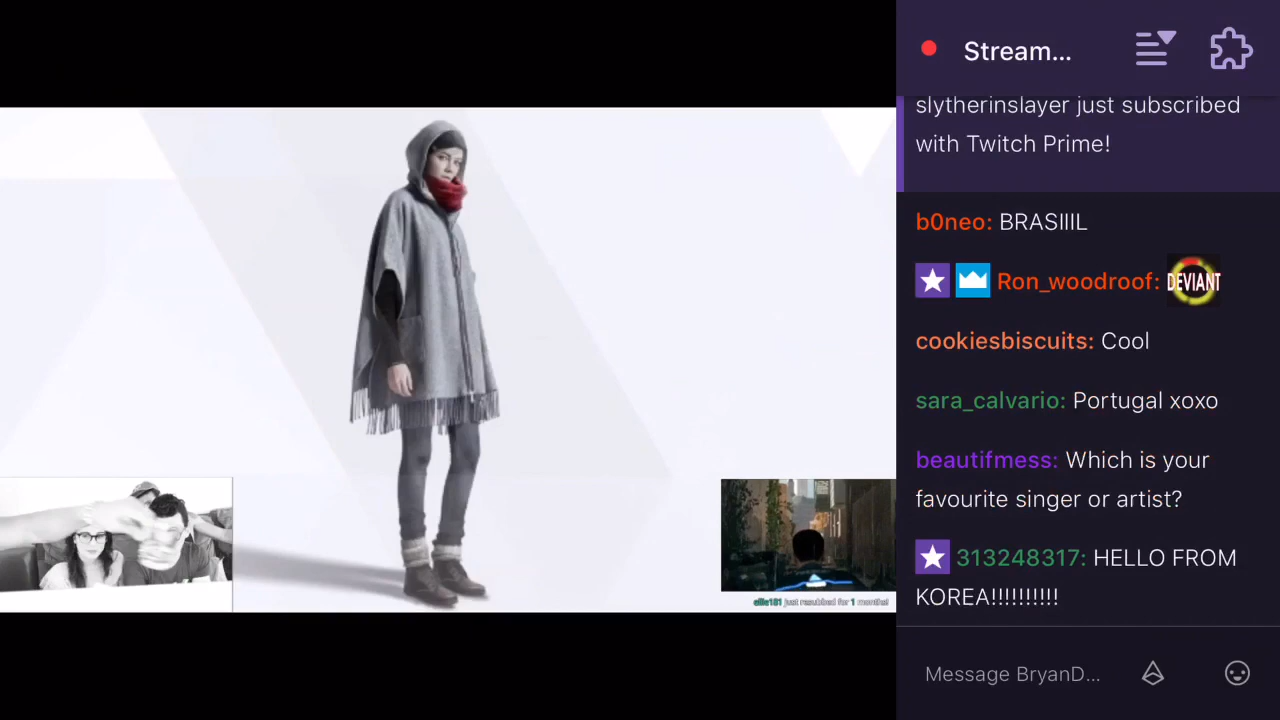 Stream...
slytherinslayer just subscribed
with Twitch Prime!
b0neo: BRASIIIL
Ron_woodroof: DEVIANT
cookiesbiscuits: Cool
sara_calvario: Portugal xoxo
beautifmess: Which is your
favourite singer or artist?
313248317: HELLO FROM
KOREA!!!!!!!!!!
Message BryanD...
ellie181 just resubbed for 1 months!